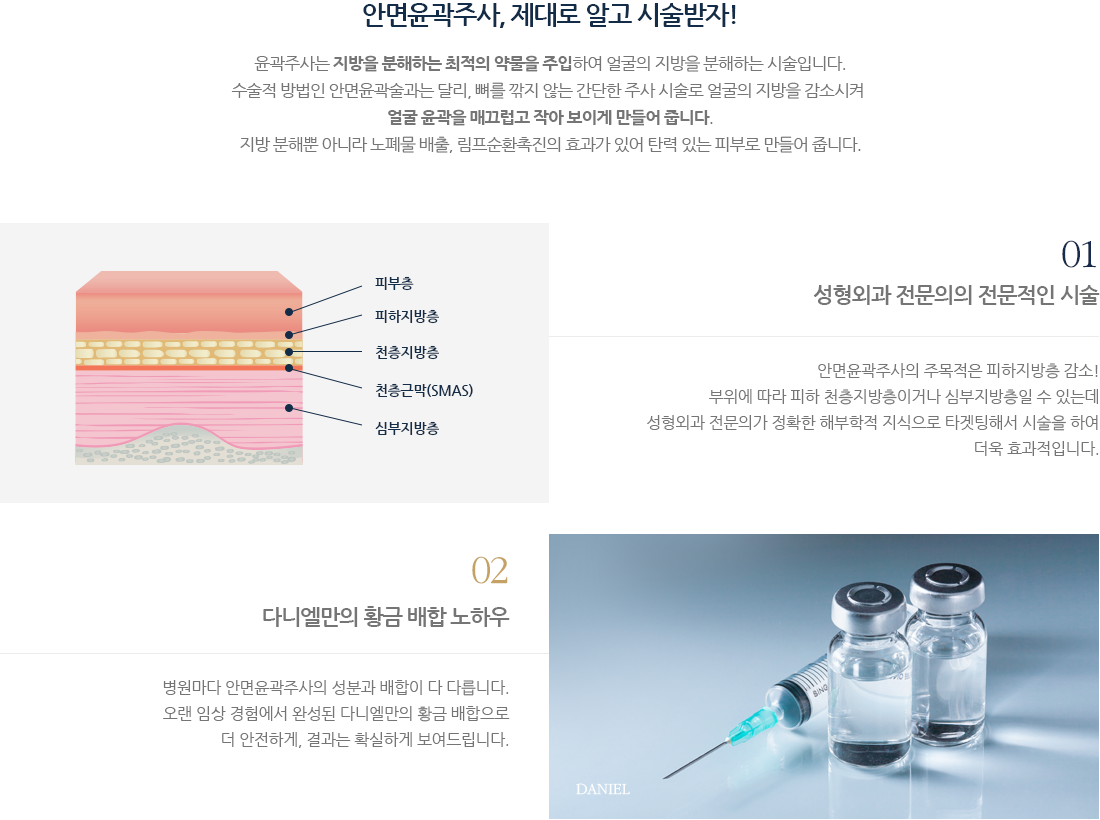 안면윤곽주사, 제대로 알고 시술받자!
윤곽주사는 지방을 분해하는 최적의 약물을 주입하여 얼굴의 지방을 분해하는 시술입니다.
수술적 방법인 안면윤곽술과는 달리, 뼈를 깎지 않는 간단한 주사 시술로 얼굴의 지방을 감소시켜
얼굴 윤곽을 매끄럽고 작아 보이게 만들어 줍니다.
지방 분해뿐 아니라 노폐물 배출, 림프순환촉진의 효과가 있어 탄력 있는 피부로 만들어 줍니다.
피부층
피하지방층
천층지방층
천층근막(SMAS)
심부지방층
01
성형외과 전문의의 전문적인 시술
안면윤곽주사의 주목적은 피하지방층 감소!
부위에 따라 피하 천층지방층이거나 심부지방층일 수 있는데
성형외과 전문의가 정확한 해부학적 지식으로 타겟팅해서 시술을 하여
더욱 효과적입니다.
02
다니엘만의 황금 배합 노하우
병원마다 안면윤곽주사의 성분과 배합이 다 다릅니다.
오랜 임상 경험에서 완성된 다니엘만의 황금 배합으로
더 안전하게, 결과는 확실하게 보여드립니다.
DANIEL